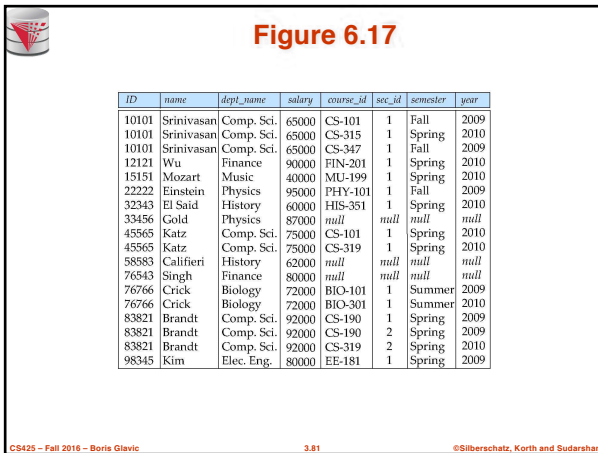 Figure 6.17
ID name dept_name salary course_id sec_id semester year
10101 Srinivasan Comp. Sci. 65000 CS-101 1 Fall 2009
10101 Srinivasan Comp. Sci. 65000 CS-315 1 Spring 2010
10101 Srinivasan Comp. Sci. 65000 CS-347 1 Fall 2009
12121 Wu Finance 90000 FIN-201 1 Spring 2010
15151 Mozart Music 40000 MU-199 1 Spring 2010
22222 Einstein Physics 95000 PHY-101 1 Fall 2009
32343 El Said History 60000 HIS-351 1 Spring 2010
33456 Gold Physics 87000 null null null null
45565 Katz Comp. Sci. 75000 CS-101 1 Spring 2010
45565 Katz Comp. Sci. 75000 CS-319 1 Spring 2010
58583 Califieri History 62000 null null null null
76543 Singh Finance 80000 null null null null
76766 Crick Biology 72000 BIO-101 1 Summer 2009
76766 Crick Biology 72000 BIO-301 1 Summer 2010
83821 Brandt Comp. Sci. 92000 CS-190 1 Spring 2009
83821 Brandt Comp. Sci. 92000 CS-190 2 Spring 2009
83821 Brandt Comp. Sci. 92000 CS-319 2 Spring 2010
98345 Kim Elec. Eng. 80000 EE-181 1 Spring 2009
CS425 – Fall 2016 – Boris Glavic 3.81 ©Silberschatz, Korth and Sudarshan